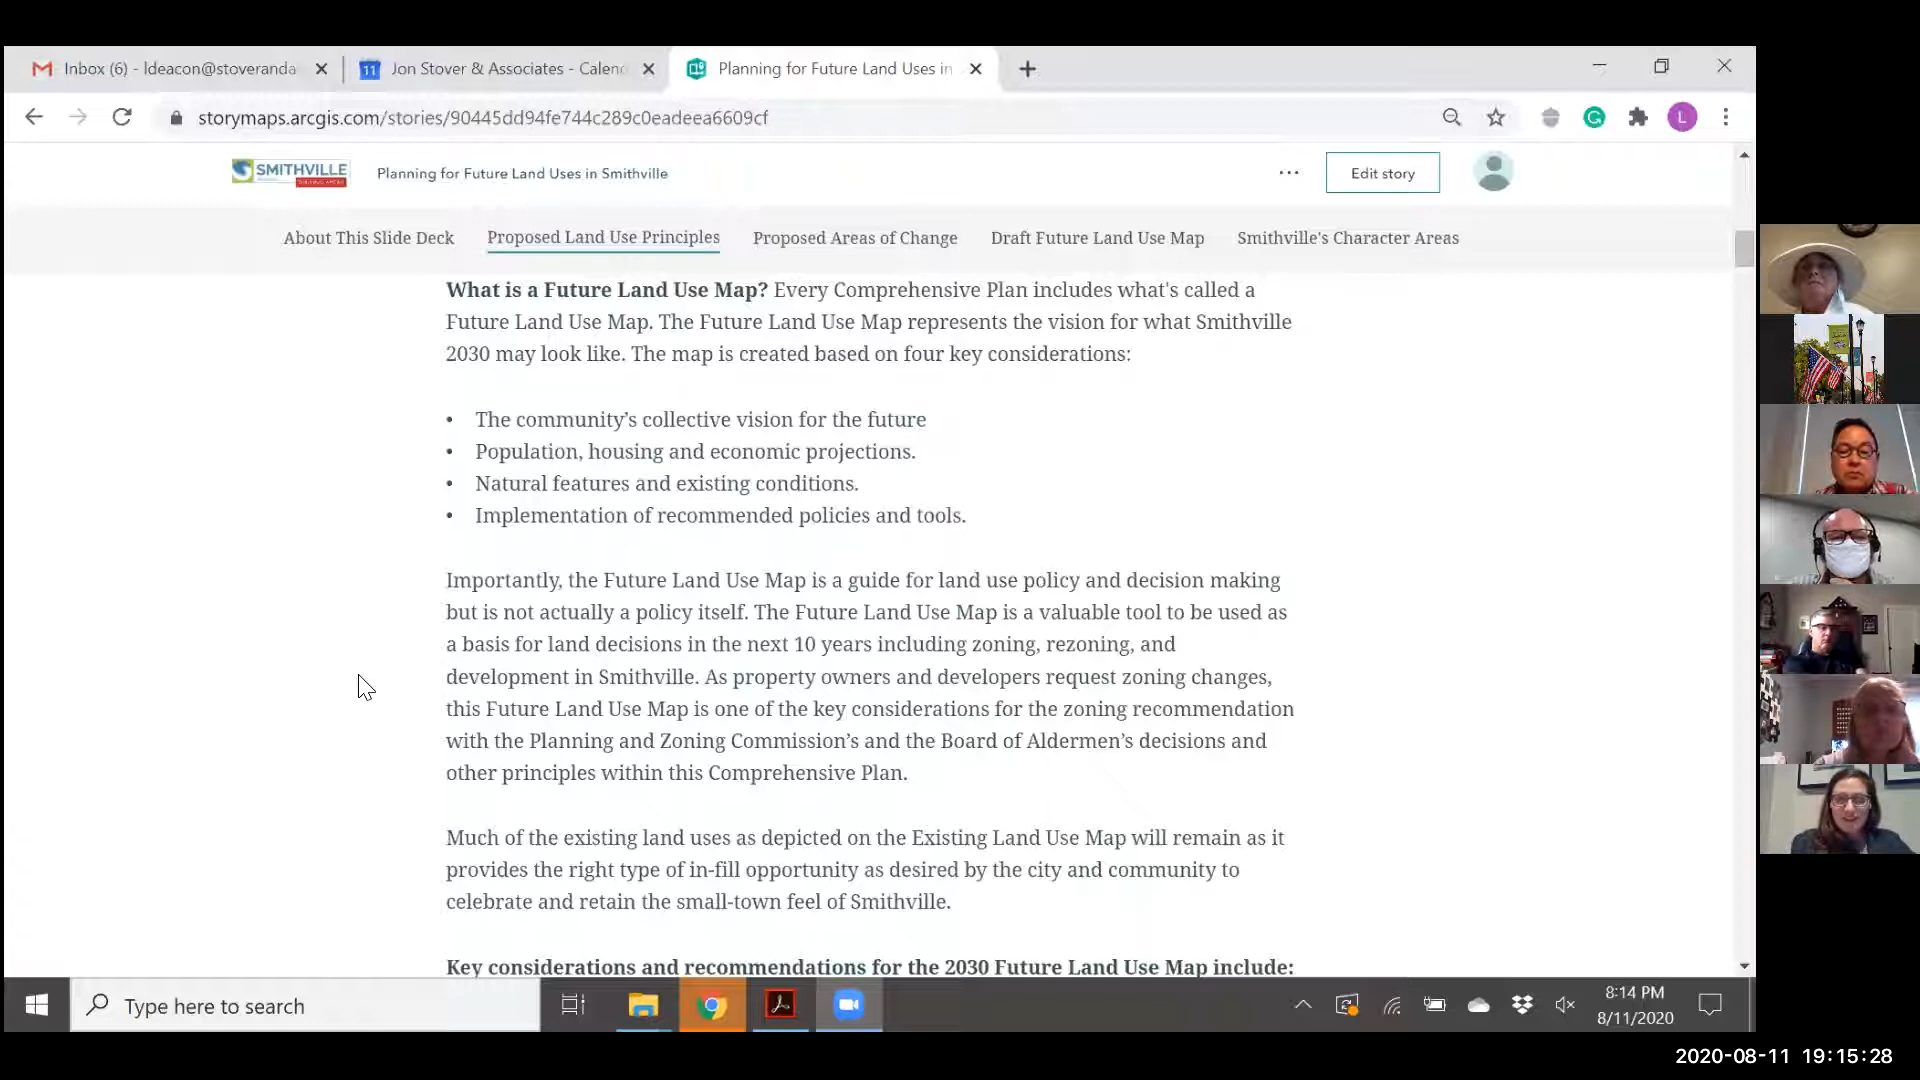 Inbox (6) - ldeacon@stoveranda
Jon Stover & Associates - Calend
Planning for Future Land Uses in
storymaps.arcgis.com/stories/90445dd94fe744c289c0eadeea6609cf
L
SMITHVILLE
Planning for Future Land Uses in Smithville
Edit story
About This Slide Deck
Proposed Land Use Principles
Proposed Areas of Change
Draft Future Land Use Map
Smithville's Character Areas
What is a Future Land Use Map? Every Comprehensive Plan includes what's called a
Future Land Use Map. The Future Land Use Map represents the vision for what Smithville
2030 may look like. The map is created based on four key considerations:
• The community’s collective vision for the future
• Population, housing and economic projections.
• Natural features and existing conditions.
• Implementation of recommended policies and tools.
Importantly, the Future Land Use Map is a guide for land use policy and decision making
but is not actually a policy itself. The Future Land Use Map is a valuable tool to be used as
a basis for land decisions in the next 10 years including zoning, rezoning, and
development in Smithville. As property owners and developers request zoning changes,
this Future Land Use Map is one of the key considerations for the zoning recommendation
with the Planning and Zoning Commission’s and the Board of Aldermen’s decisions and
other principles within this Comprehensive Plan.
Much of the existing land uses as depicted on the Existing Land Use Map will remain as it
provides the right type of in-fill opportunity as desired by the city and community to
celebrate and retain the small-town feel of Smithville.
Key considerations and recommendations for the 2030 Future Land Use Map include:
Type here to search
8:14 PM
8/11/2020
2020-08-11 19:15:28